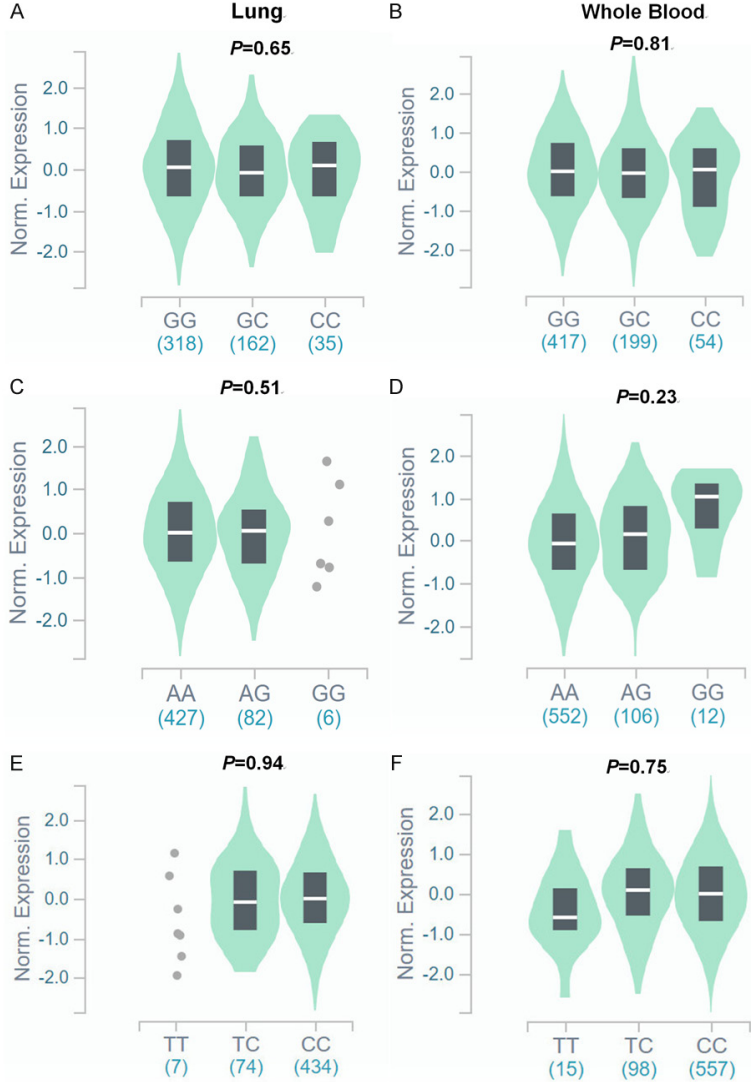 A Lung B Whole Blood
P=0.65 P=0.81
Norm. Expression
2.0
1.0
0.0
-1.0
-2.0
GG GC CC
(318) (162) (35)
Norm. Expression
2.0
1.0
0.0
-1.0
-2.0
GG GC CC
(417) (199) (54)
C P=0.51 D P=0.23
Norm. Expression
2.0
1.0
0.0
-1.0
-2.0
AA AG GG
(427) (82) (6)
Norm. Expression
2.0
1.0
0.0
-1.0
-2.0
AA AG GG
(552) (106) (12)
E P=0.94 F P=0.75
Norm. Expression
2.0
1.0
0.0
-1.0
-2.0
TT TC CC
(7) (74) (434)
Norm. Expression
2.0
1.0
0.0
-1.0
-2.0
TT TC CC
(15) (98) (557)